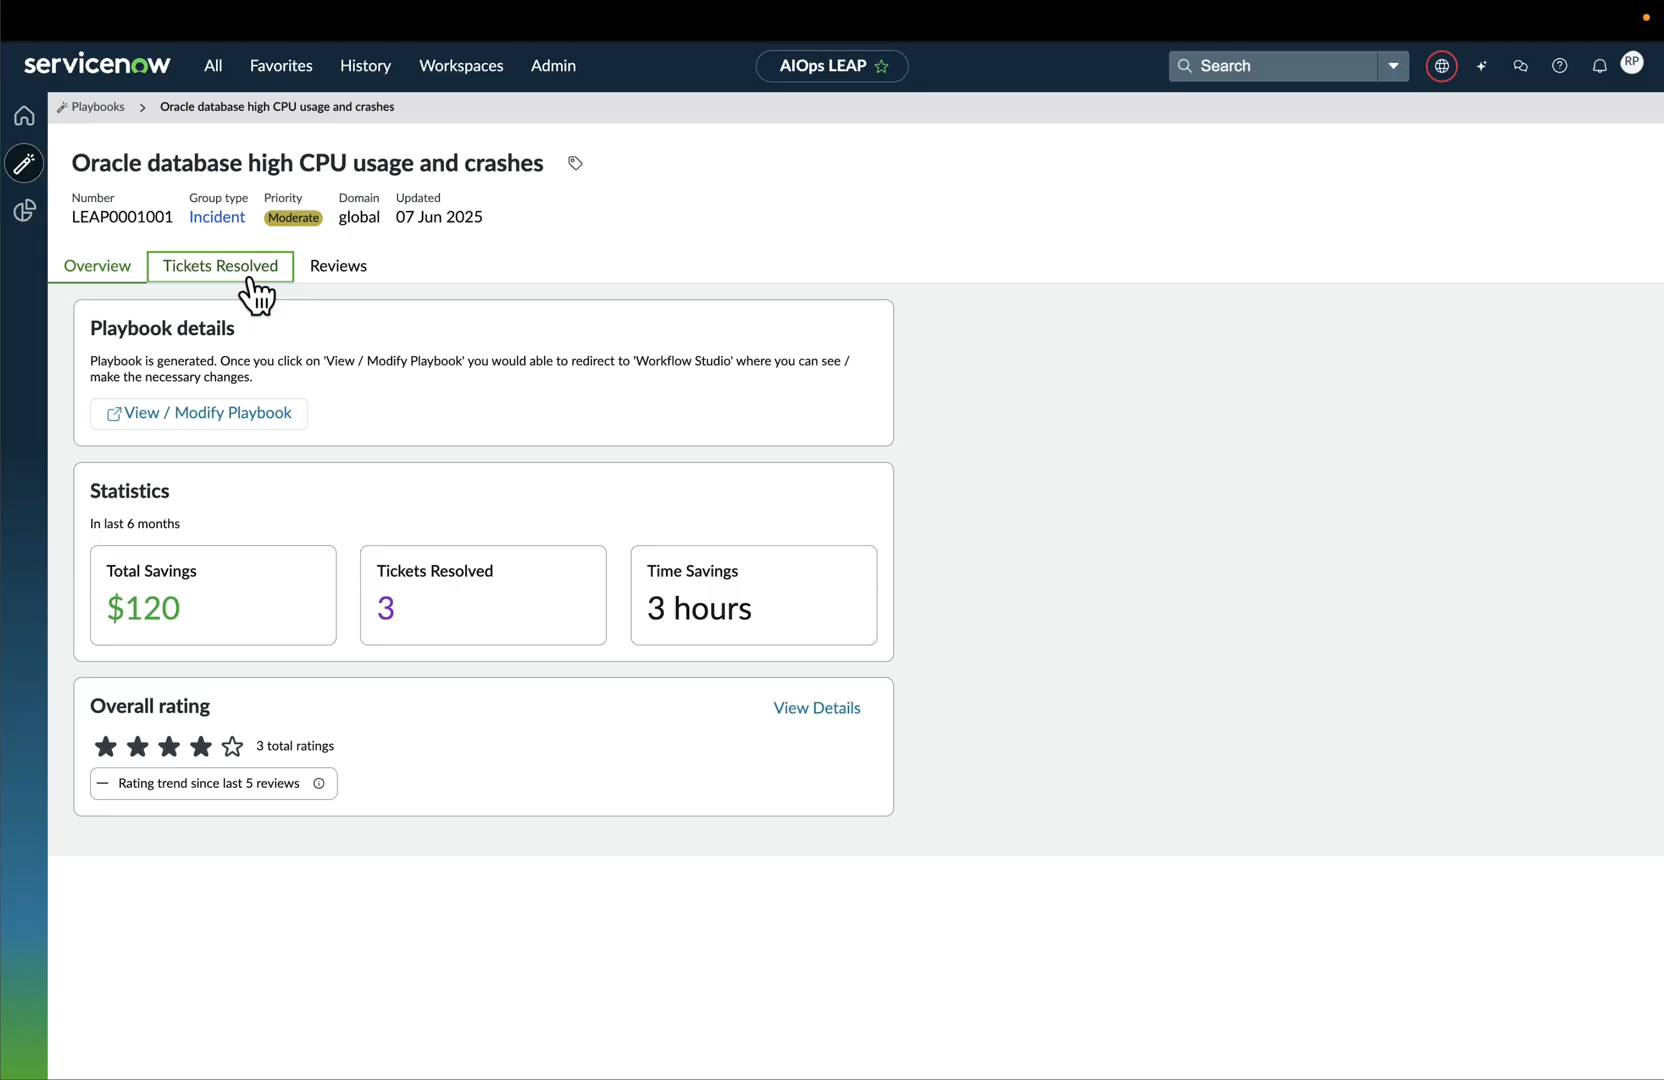 servicenow All Favorites History Workspaces Admin AIOps LEAP Search RP
Playbooks > Oracle database high CPU usage and crashes
Oracle database high CPU usage and crashes
Number Group type Priority Domain Updated
LEAP0001001 Incident Moderate global 07 Jun 2025
Overview Tickets Resolved Reviews
Playbook details
Playbook is generated. Once you click on 'View / Modify Playbook' you would able to redirect to 'Workflow Studio' where you can see /
make the necessary changes.
View / Modify Playbook
Statistics
In last 6 months
Total Savings Tickets Resolved Time Savings
$120 3 3 hours
Overall rating View Details
3 total ratings
Rating trend since last 5 reviews